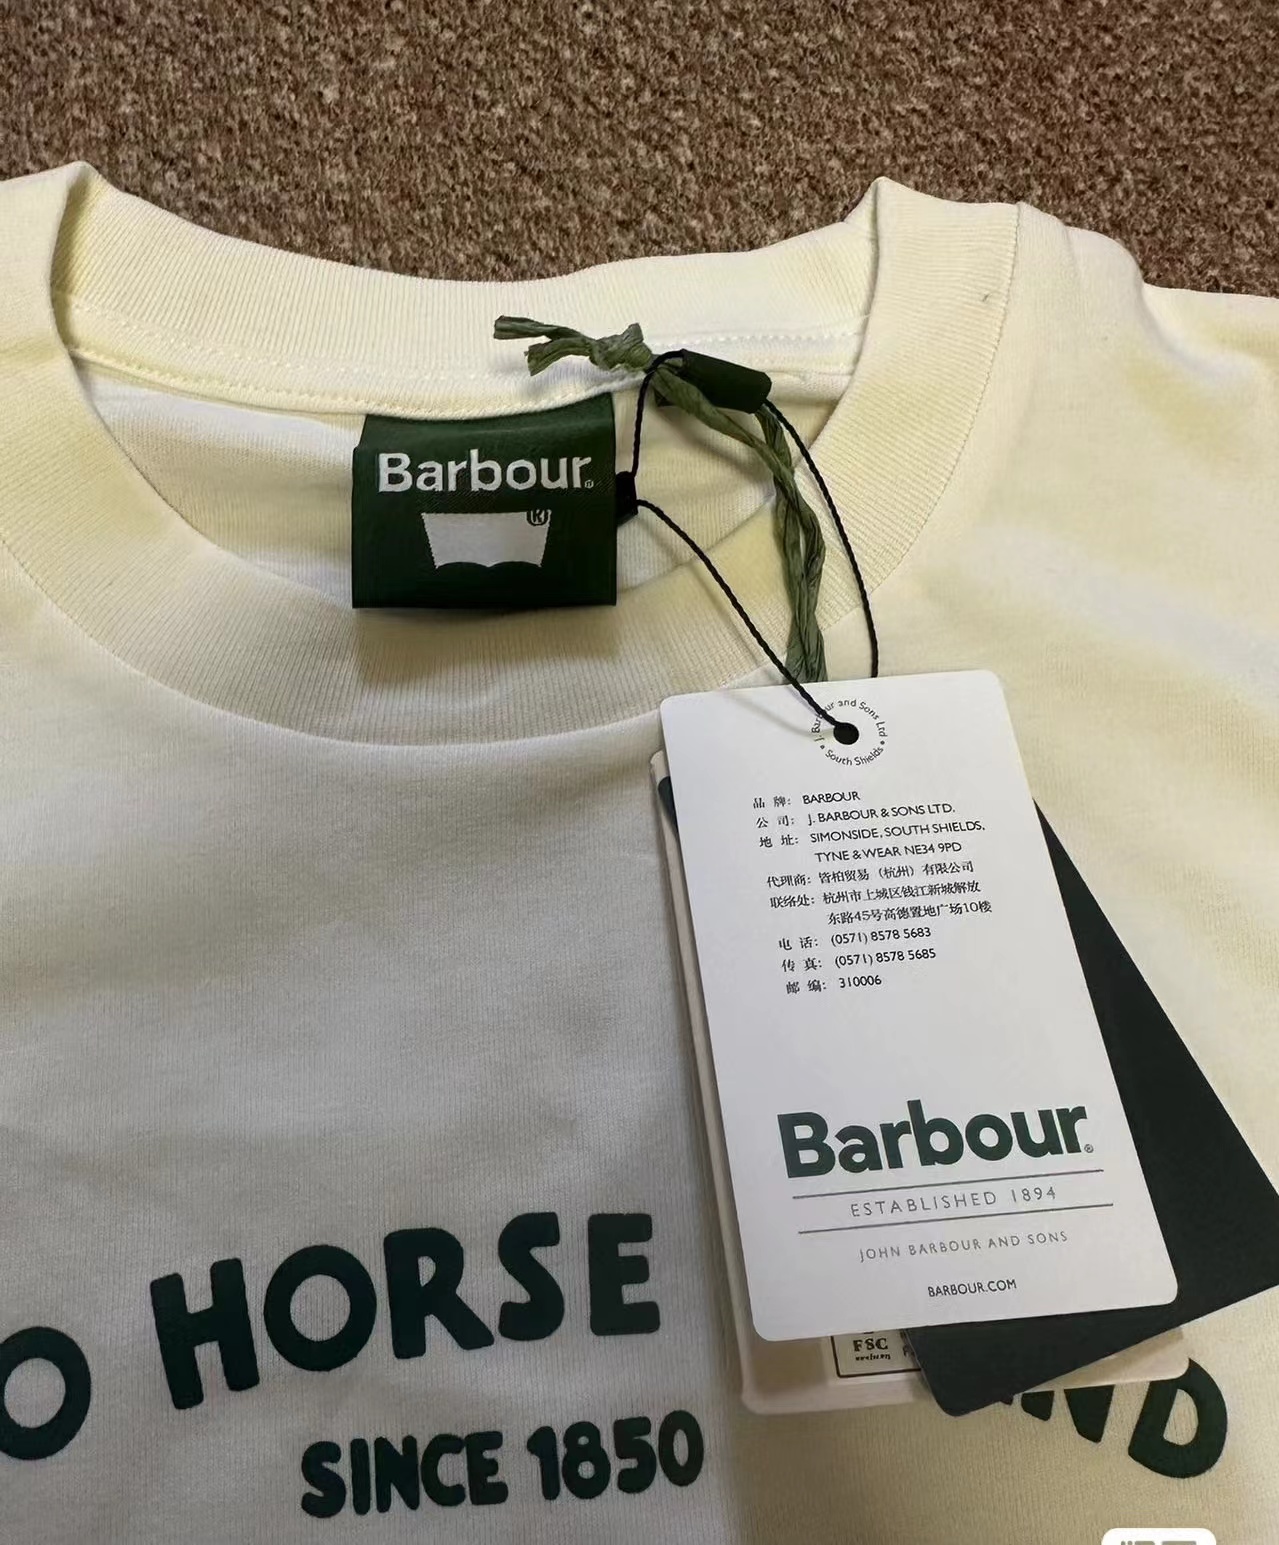 Barbour
®
J. Barbour and Sons Ltd
South Shields
品 牌: BARBOUR
公 司: J. BARBOUR & SONS LTD.
地 址: SIMONSIDE, SOUTH SHIELDS,
TYNE & WEAR NE34 9PD
代理商: 皆柏贸易（杭州）有限公司
联络处: 杭州市上城区钱江新城解放
东路45号高德置地广场10楼
电 话: (0571) 8578 5683
传 真: (0571) 8578 5685
邮 编: 310006
Barbour®
ESTABLISHED 1894
JOHN BARBOUR AND SONS
BARBOUR.COM
FSC
O HORSE
ND
SINCE 1850